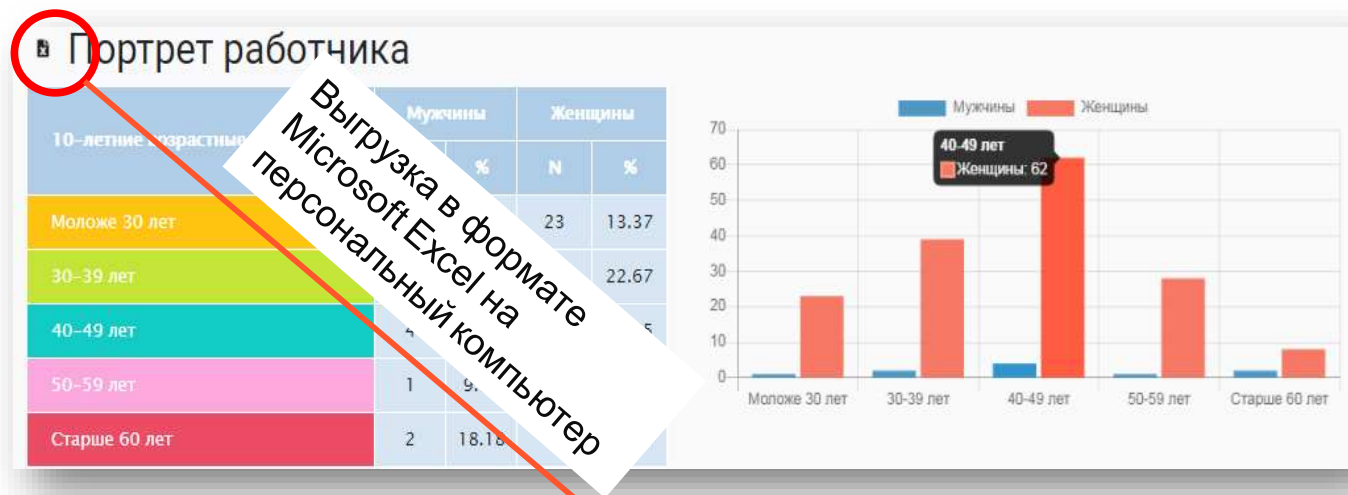 Портрет работника
10-летние возрастные
Мужчины Женщины
% N %
Моложе 30 лет 23 13.37
30-39 лет 22.67
40-49 лет 4
50-59 лет 1
Старше 60 лет 2 18.18
Выгрузка в формате
Microsoft Excel на
персональный компьютер
Мужчины Женщины
70
60
50
40
30
20
10
0
40-49 лет
Женщины: 62
Моложе 30 лет 30-39 лет 40-49 лет 50-59 лет Старше 60 лет